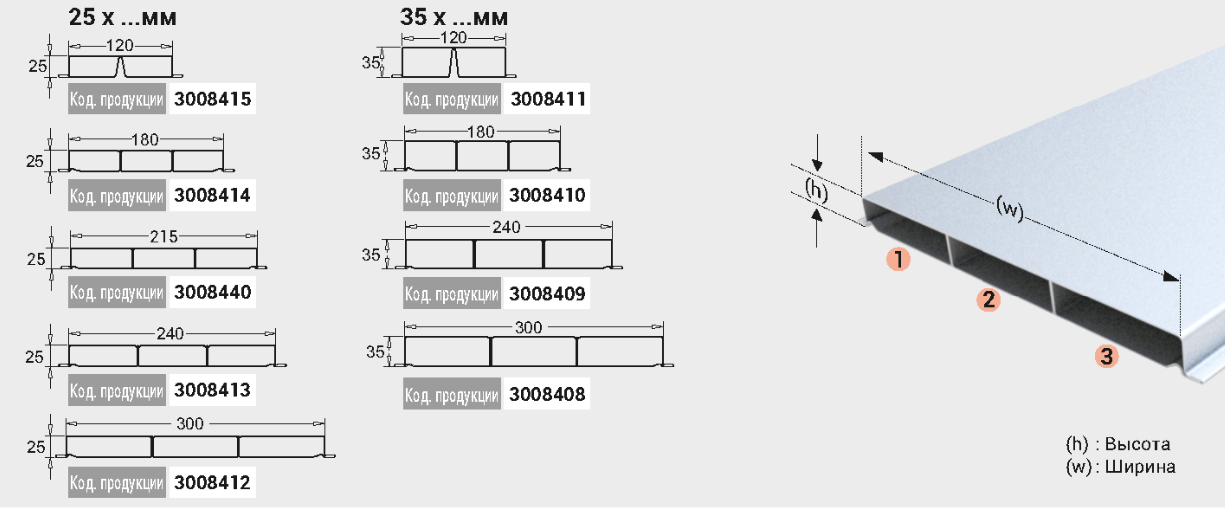 25 x ...мм
120
25
Код. продукции 3008415
180
25
Код. продукции 3008414
215
25
Код. продукции 3008440
240
25
Код. продукции 3008413
300
25
Код. продукции 3008412
35 x ...мм
120
35
Код. продукции 3008411
180
35
Код. продукции 3008410
240
35
Код. продукции 3008409
300
35
Код. продукции 3008408
(h)
(w)
1
2
3
(h) : Высота
(w) : Ширина